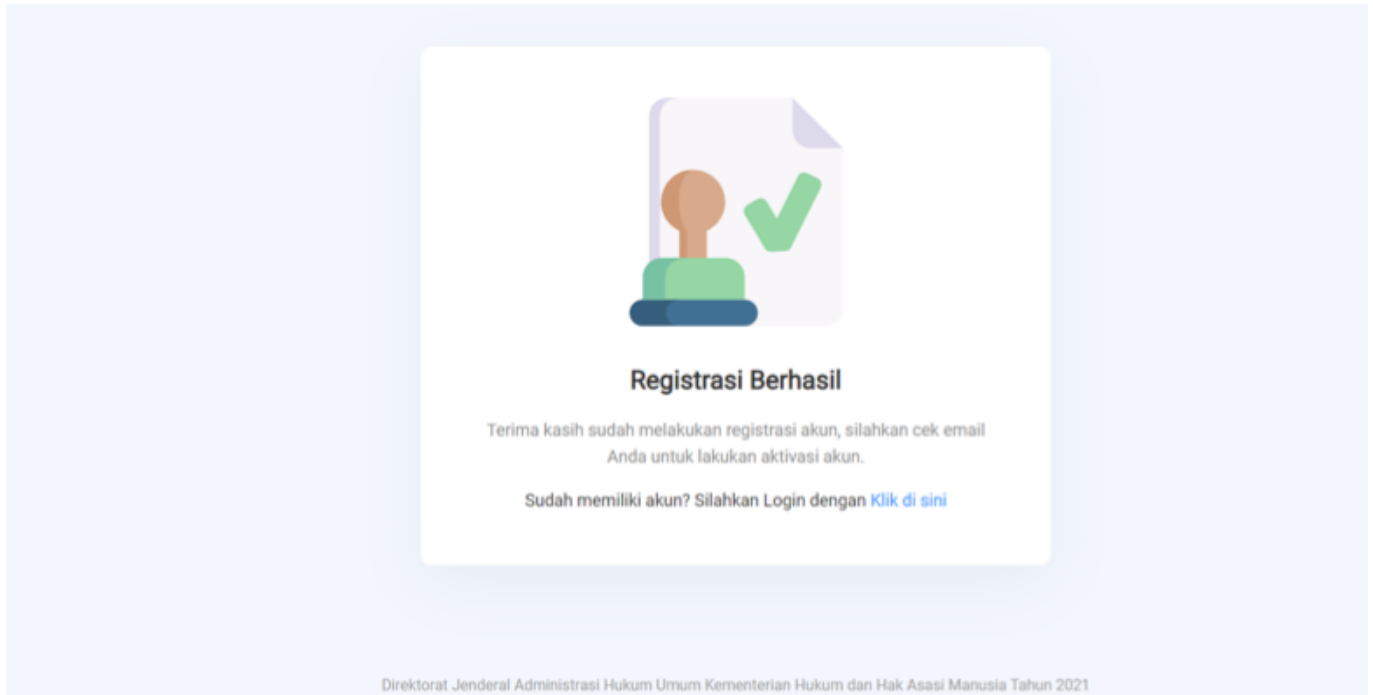 Registrasi Berhasil
Terima kasih sudah melakukan registrasi akun, silahkan cek email
Anda untuk lakukan aktivasi akun.
Sudah memiliki akun? Silahkan Login dengan Klik di sini
Direktorat Jenderal Administrasi Hukum Umum Kementerian Hukum dan Hak Asasi Manusia Tahun 2021